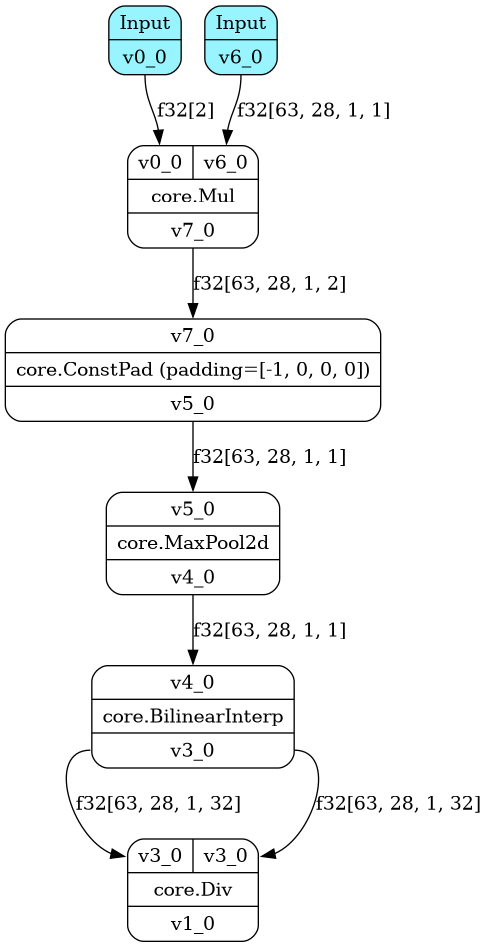 Input
v0_0
Input
v6_0
f32[2]
f32[63, 28, 1, 1]
v0_0 v6_0
core.Mul
v7_0
f32[63, 28, 1, 2]
v7_0
core.ConstPad (padding=[-1, 0, 0, 0])
v5_0
f32[63, 28, 1, 1]
v5_0
core.MaxPool2d
v4_0
f32[63, 28, 1, 1]
v4_0
core.BilinearInterp
v3_0
f32[63, 28, 1, 32]
f32[63, 28, 1, 32]
v3_0 v3_0
core.Div
v1_0